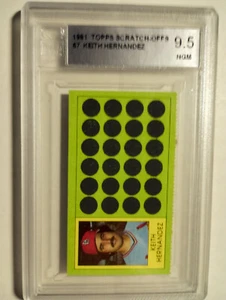 1981 TOPPS SCRATCH-OFFS
#7 KEITH HERNANDEZ
9.5
NGM
KEITH
HERNANDEZ